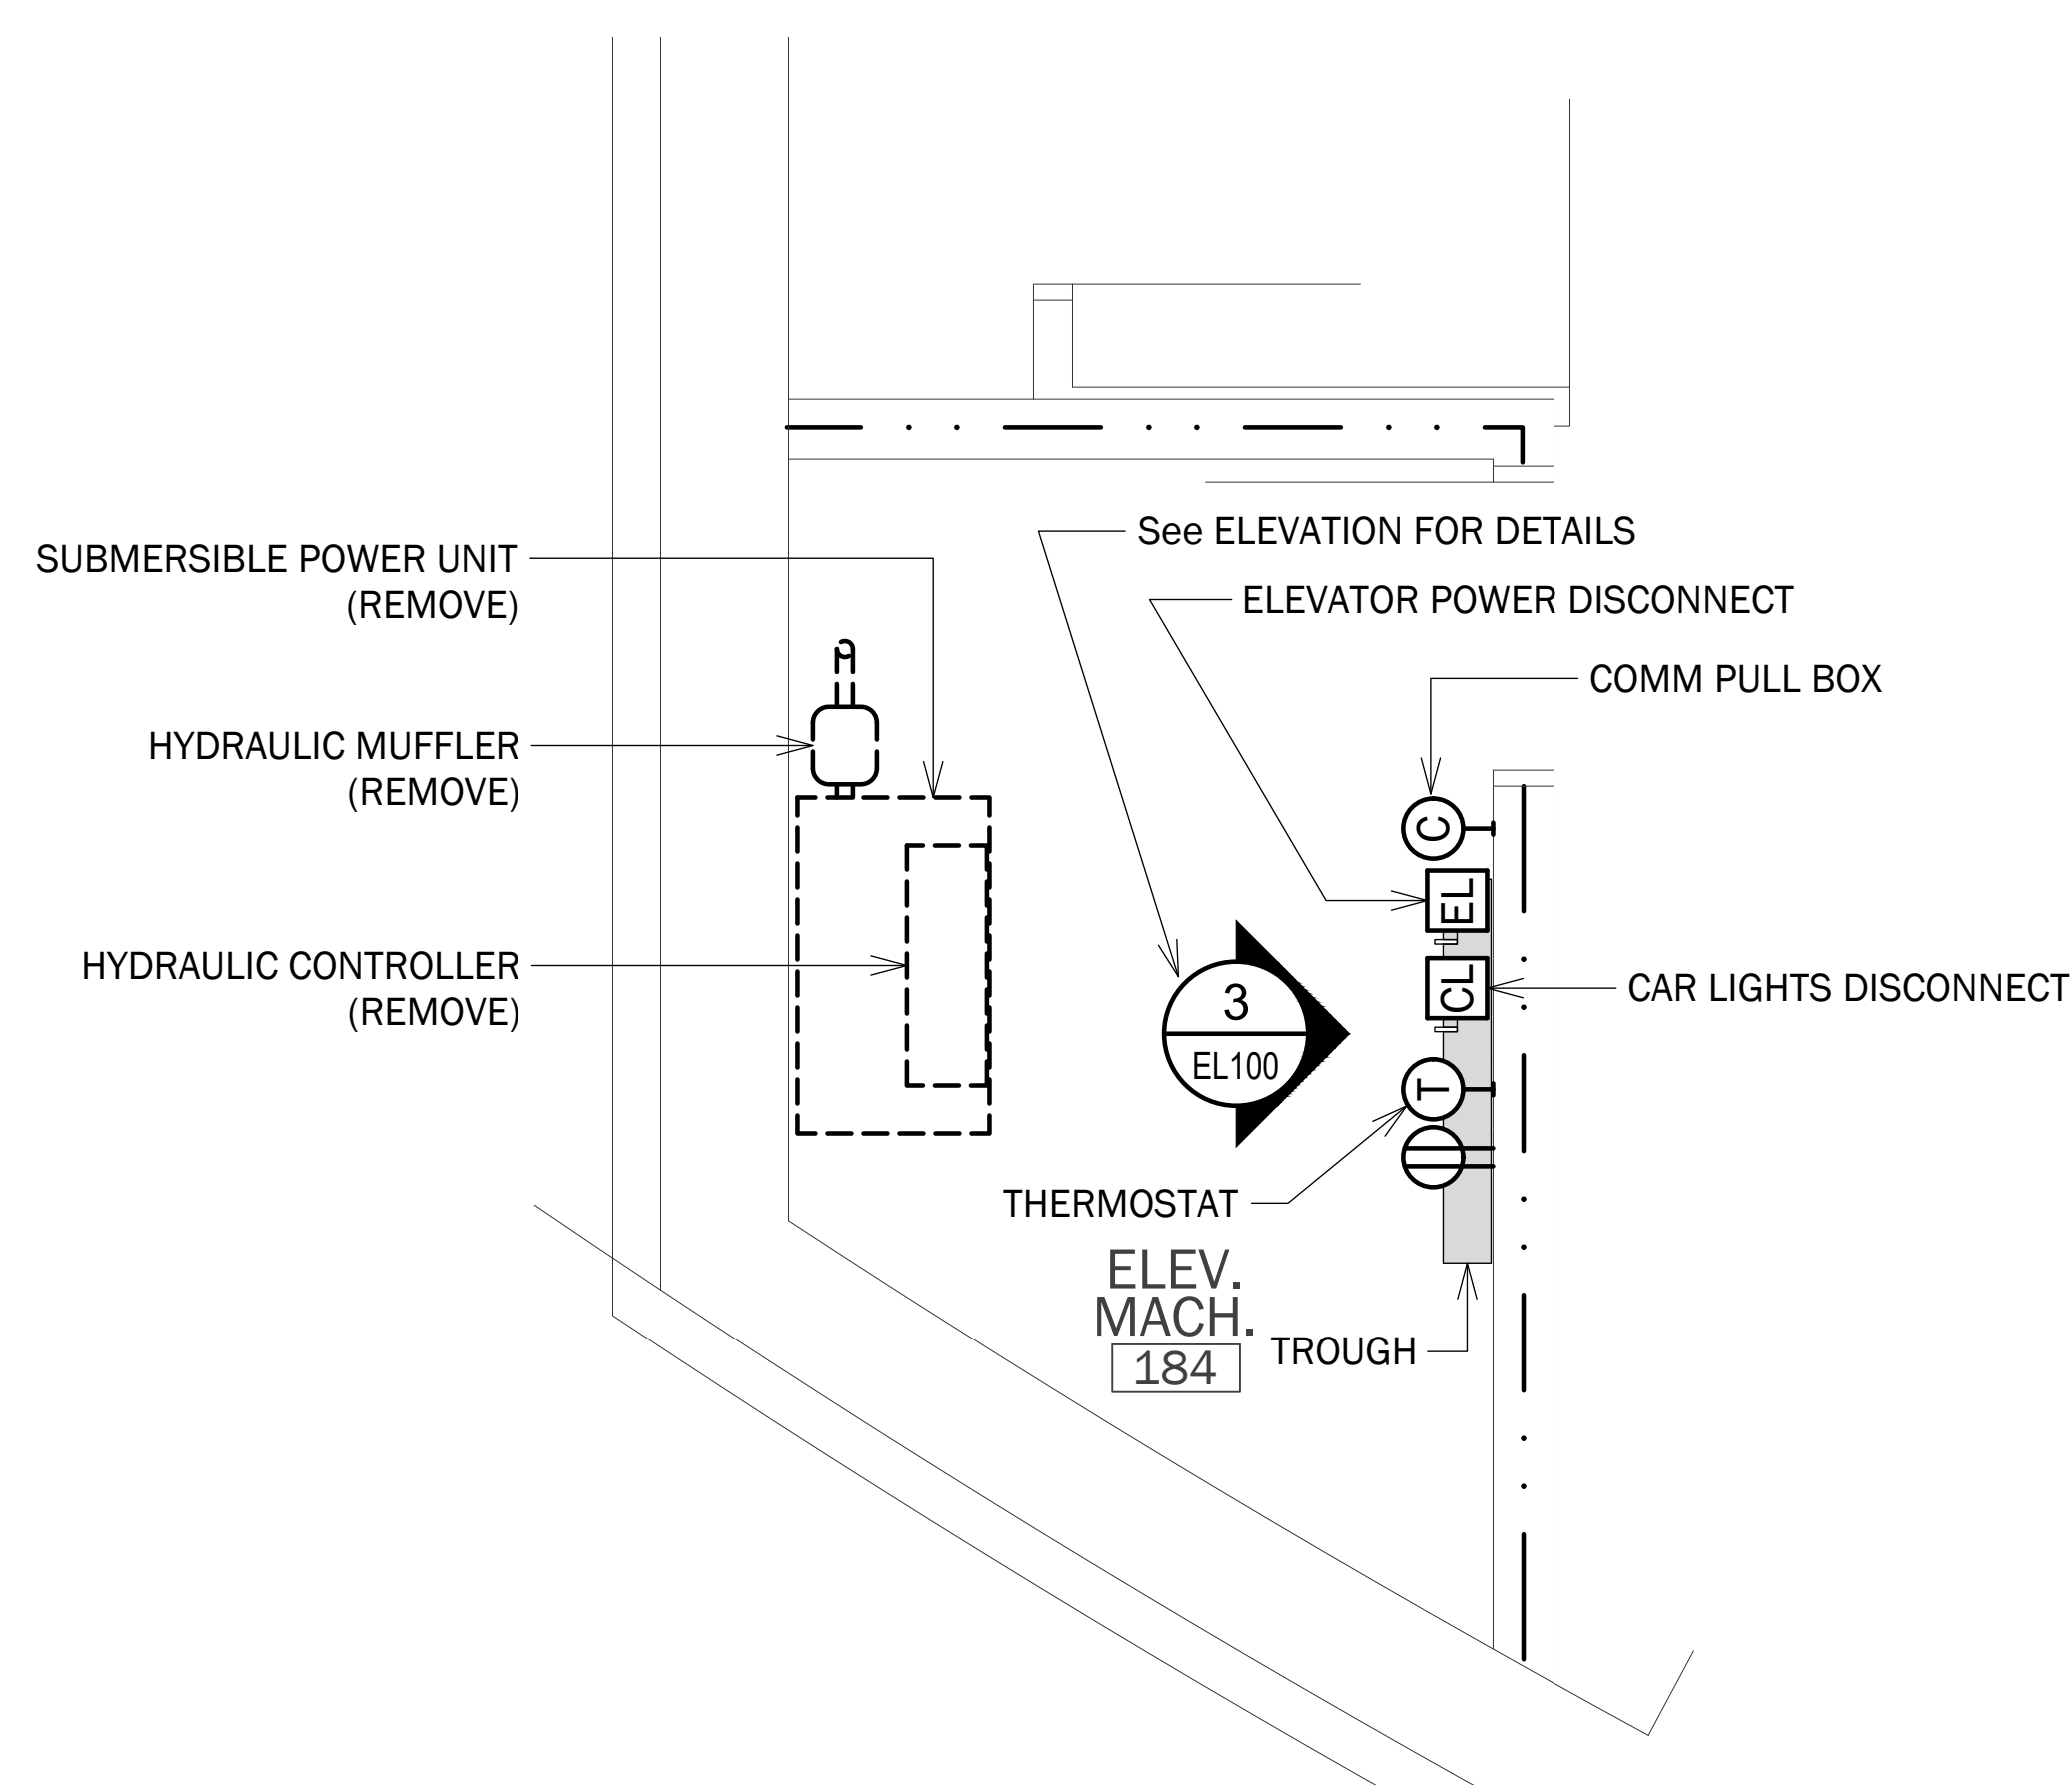 See ELEVATION FOR DETAILS
SUBMERSIBLE POWER UNIT
(REMOVE)
ELEVATOR POWER DISCONNECT
COMM PULL BOX
HYDRAULIC MUFFLER
(REMOVE)
C
EL
HYDRAULIC CONTROLLER
(REMOVE)
3
EL100
CL
CAR LIGHTS DISCONNECT
T
THERMOSTAT
ELEV.
MACH.
184
TROUGH